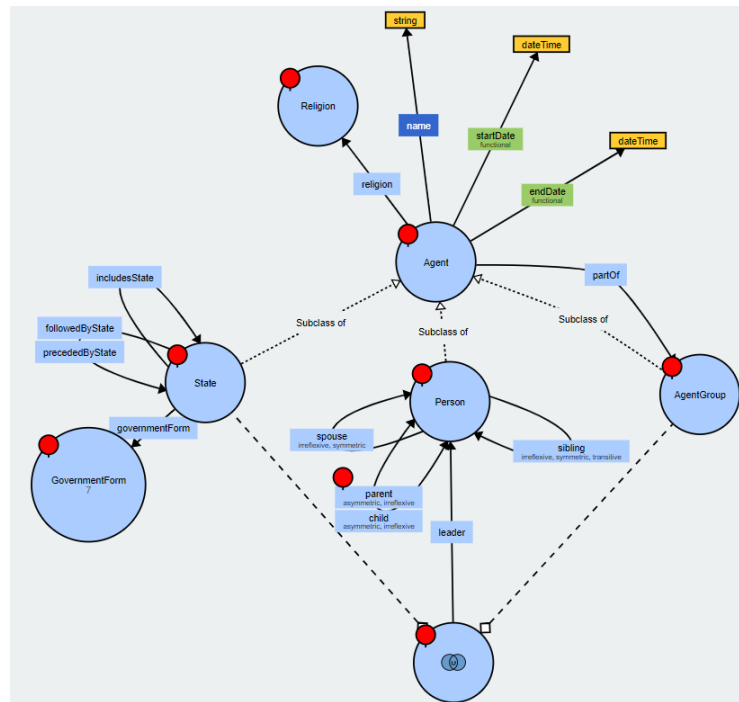 string
dateTime
Religion
name
startDate
functional
dateTime
religion
endDate
functional
Agent
includesState
partOf
Subclass of
Subclass of
Subclass of
followedByState
precededByState
State
Person
AgentGroup
governmentForm
spouse
irreflexive, symmetric
sibling
irreflexive, symmetric, transitive
GovernmentForm
7
parent
asymmetric, irreflexive
child
asymmetric, irreflexive
leader